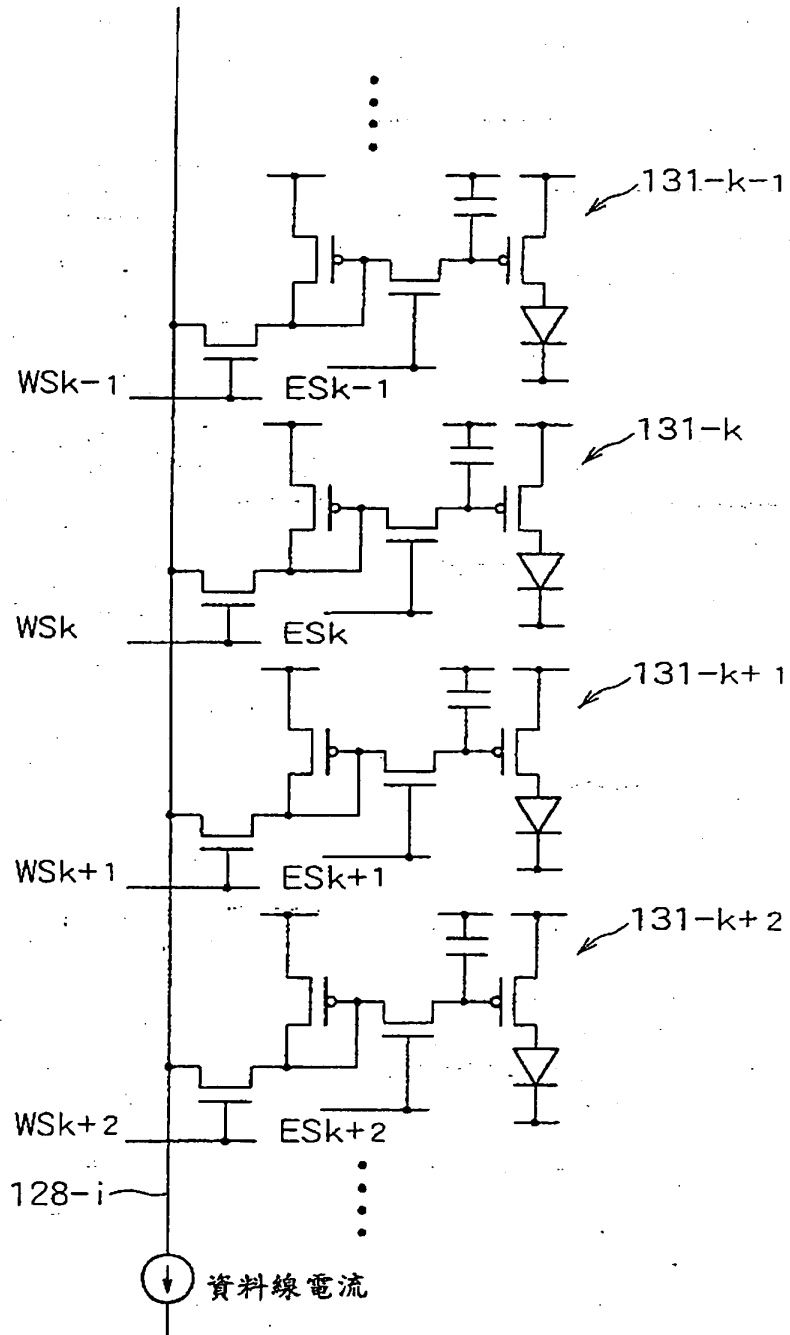 131-k-1
WSk-1
ESk-1
131-k
WSk
ESk
131-k+1
WSk+1
ESk+1
131-k+2
WSk+2
ESk+2
128-i
資料線電流